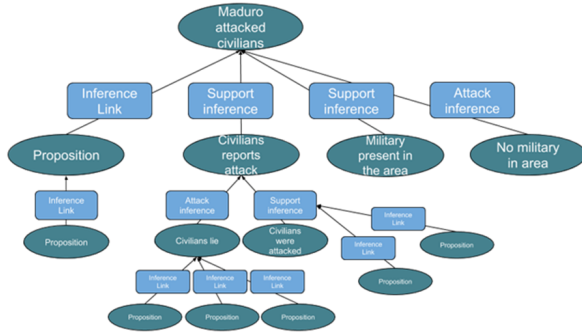 Maduro
attacked
civilians
Inference
Link
Support
inference
Support
inference
Attack
inference
Proposition
Civilians
reports
attack
Military
present in
the area
No military
in area
Inference
Link
Attack
inference
Support
inference
Inference
Link
Proposition
Civilians lie
Civilians
were
attacked
Inference
Link
Proposition
Inference
Link
Inference
Link
Inference
Link
Proposition
Proposition
Proposition
Proposition